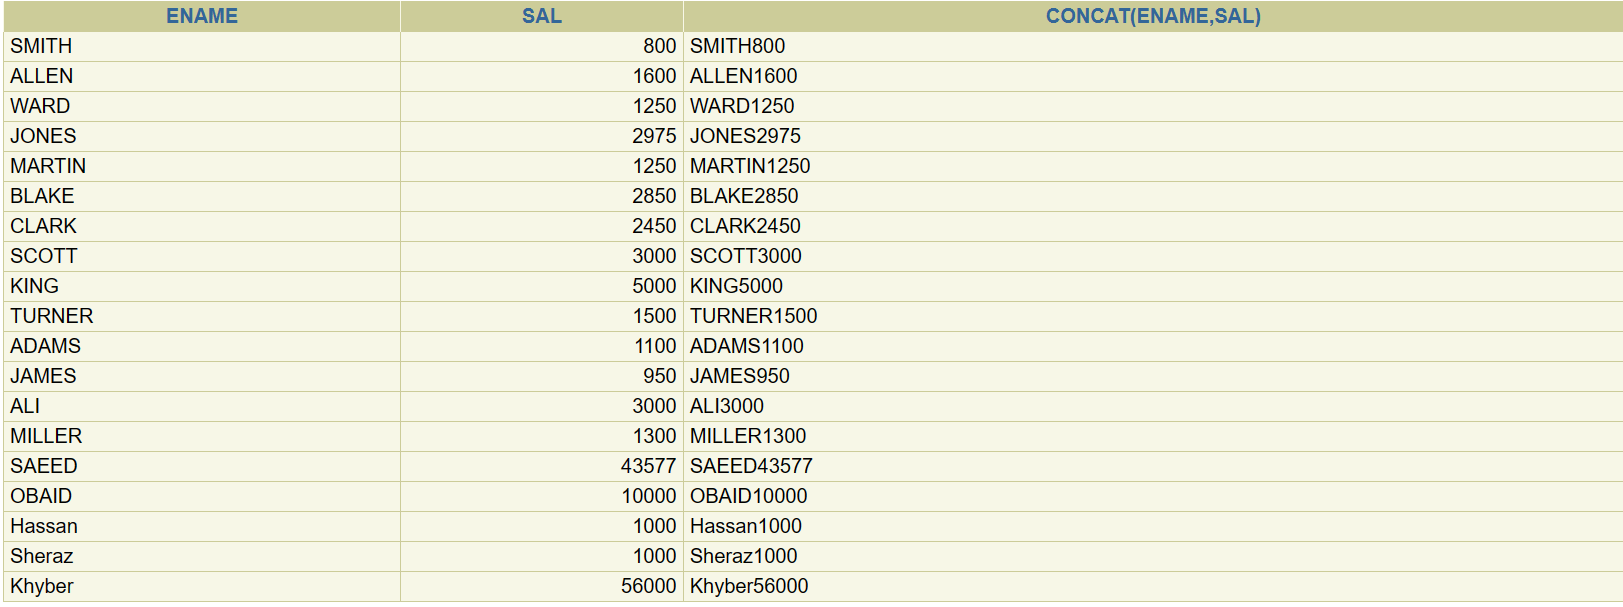 ENAME SAL CONCAT(ENAME,SAL)
SMITH 800 SMITH800
ALLEN 1600 ALLEN1600
WARD 1250 WARD1250
JONES 2975 JONES2975
MARTIN 1250 MARTIN1250
BLAKE 2850 BLAKE2850
CLARK 2450 CLARK2450
SCOTT 3000 SCOTT3000
KING 5000 KING5000
TURNER 1500 TURNER1500
ADAMS 1100 ADAMS1100
JAMES 950 JAMES950
ALI 3000 ALI3000
MILLER 1300 MILLER1300
SAEED 43577 SAEED43577
OBAID 10000 OBAID10000
Hassan 1000 Hassan1000
Sheraz 1000 Sheraz1000
Khyber 56000 Khyber56000